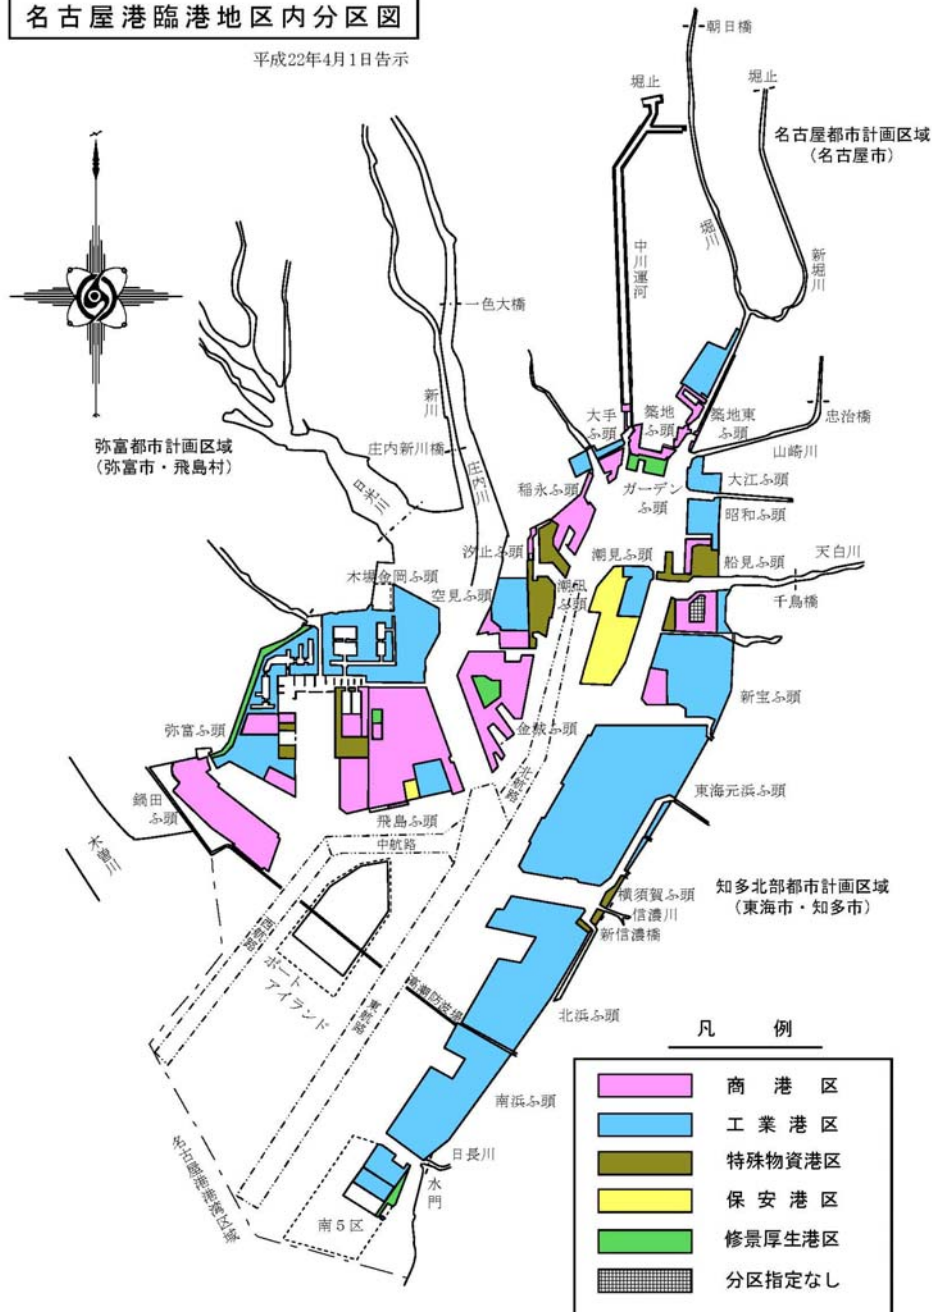 名古屋港臨港地区内分区図
平成22年4月1日告示
朝日橋
堀止
堀止
名古屋都市計画区域
（名古屋市）
堀川
新堀川
中川運河
一色大橋
新川
庄内新川橋
庄内川
日光川
弥富都市計画区域
（弥富市・飛島村）
大手
ふ頭
築地
ふ頭
築地東
ふ頭
忠治橋
山崎川
稲永ふ頭
ガーデン
ふ頭
大江ふ頭
昭和ふ頭
汐止ふ頭
潮見ふ頭
船見ふ頭
天白川
木場金岡ふ頭
空見ふ頭
潮凪
ふ頭
千鳥橋
新宝ふ頭
弥富ふ頭
金城ふ頭
北航路
東海元浜ふ頭
鍋田
ふ頭
飛島ふ頭
中航路
木曽川
知多北部都市計画区域
（東海市・知多市）
横須賀ふ頭
信濃川
新信濃橋
西航路
ポート
アイランド
高潮防波堤
東航路
北浜ふ頭
南浜ふ頭
日長川
水門
南5区
名古屋港港湾区域
凡例
商港区
工業港区
特殊物資港区
保安港区
修景厚生港区
分区指定なし